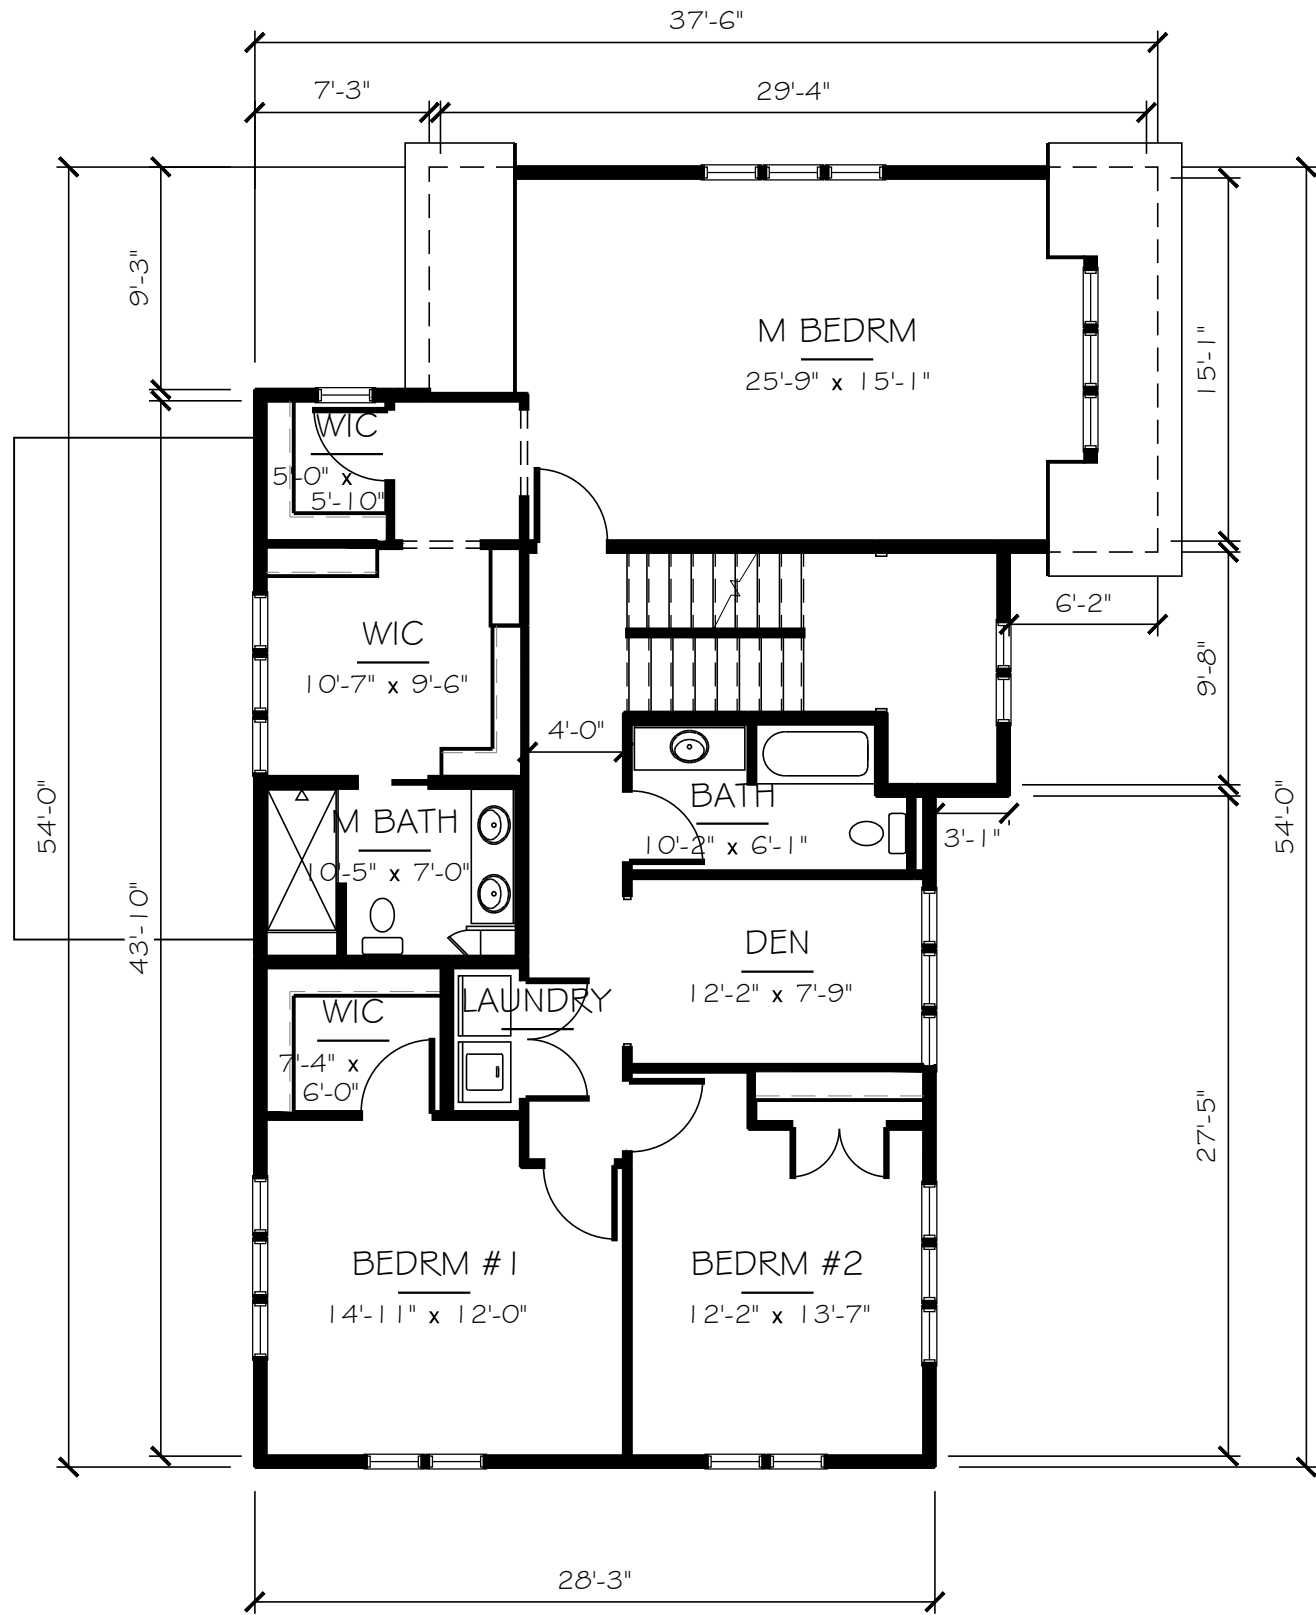 37'-6"
7'-3"
29'-4"
9'-3"
M BEDRM
25'-9" x 15'-1"
15'-1"
WIC
5'-0" x
5'-10"
6'-2"
WIC
10'-7" x 9'-6"
9'-8"
4'-0"
BATH
10'-2" x 6'-1"
3'-1"
54'-0"
54'-0"
M BATH
10'-5" x 7'-0"
43'-10"
DEN
12'-2" x 7'-9"
LAUNDRY
WIC
7'-4" x
6'-0"
27'-5"
BEDRM #1
14'-11" x 12'-0"
BEDRM #2
12'-2" x 13'-7"
28'-3"